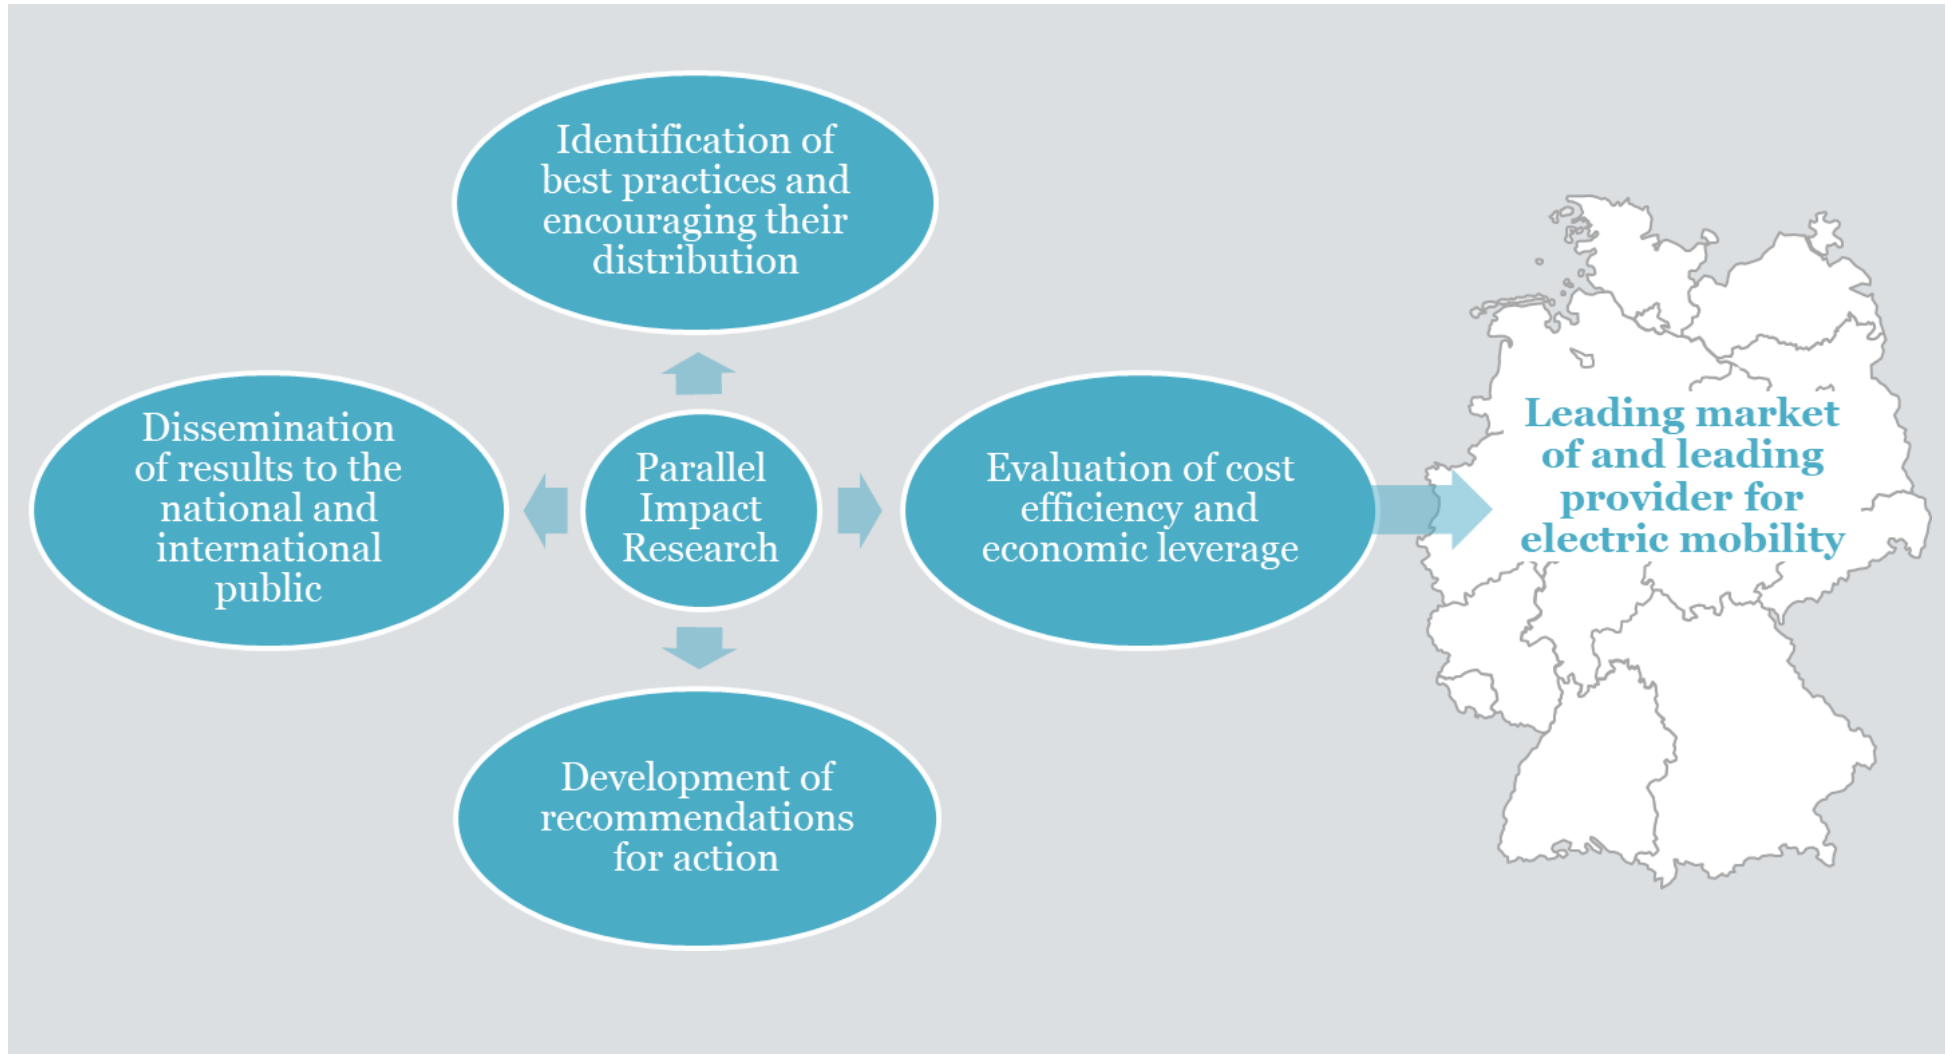 Identification of
best practices and
encouraging their
distribution
Dissemination
of results to the
national and
international
public
Parallel
Impact
Research
Evaluation of cost
efficiency and
economic leverage
Leading market
of and leading
provider for
electric mobility
Development of
recommendations
for action